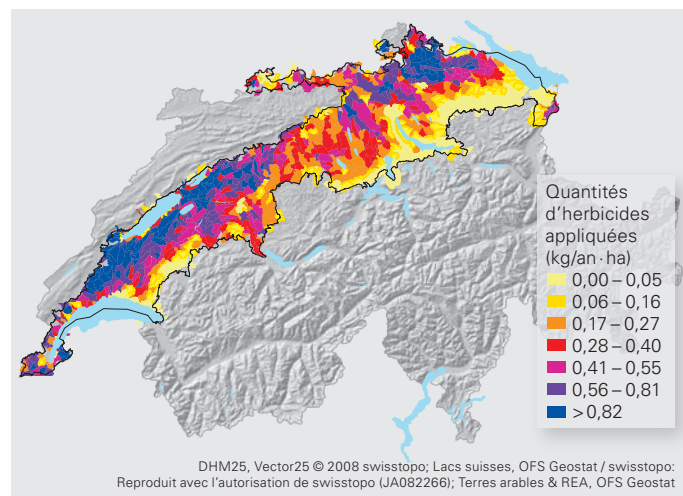 Quantités
d’herbicides
appliquées
(kg/an·ha)
0,00 – 0,05
0,06 – 0,16
0,17 – 0,27
0,28 – 0,40
0,41 – 0,55
0,56 – 0,81
> 0,82
DHM25, Vector25 © 2008 swisstopo; Lacs suisses, OFS Geostat / swisstopo:
Reproduit avec l’autorisation de swisstopo (JA082266); Terres arables & REA, OFS Geostat